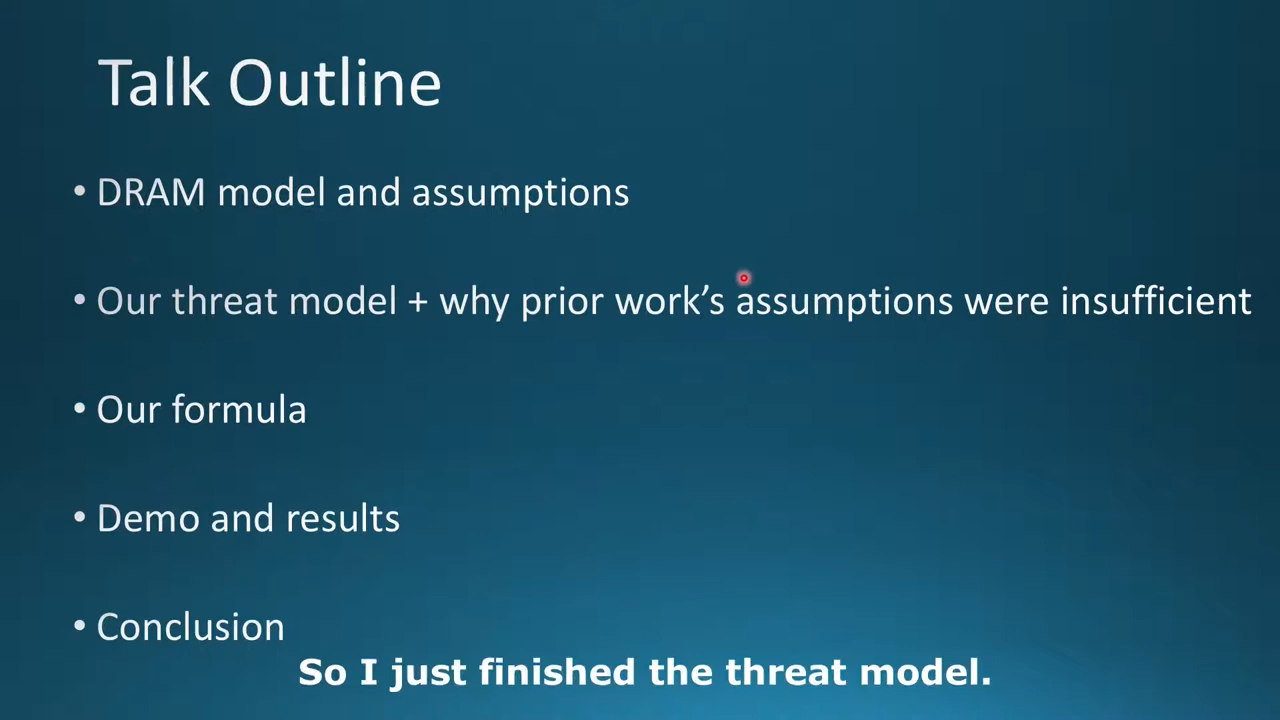 Talk Outline
• DRAM model and assumptions
• Our threat model + why prior work’s assumptions were insufficient
• Our formula
• Demo and results
• Conclusion
So I just finished the threat model.